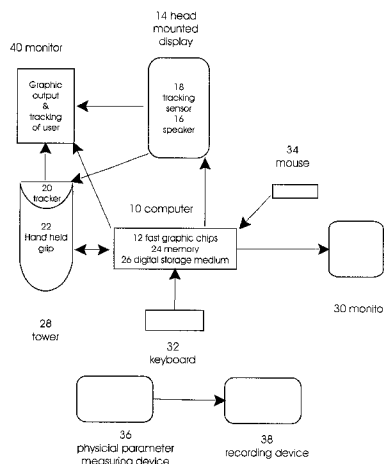 14 head
mounted
display
40 monitor
Graphic
output
&
tracking
of user
18
tracking
sensor
16
speaker
34
mouse
20
tracker
22
Hand held
grip
10 computer
12 fast graphic chips
24 memory
26 digital storage medium
30 monito
28
tower
32
keyboard
36
physicial parameter
measuring device
38
recording device